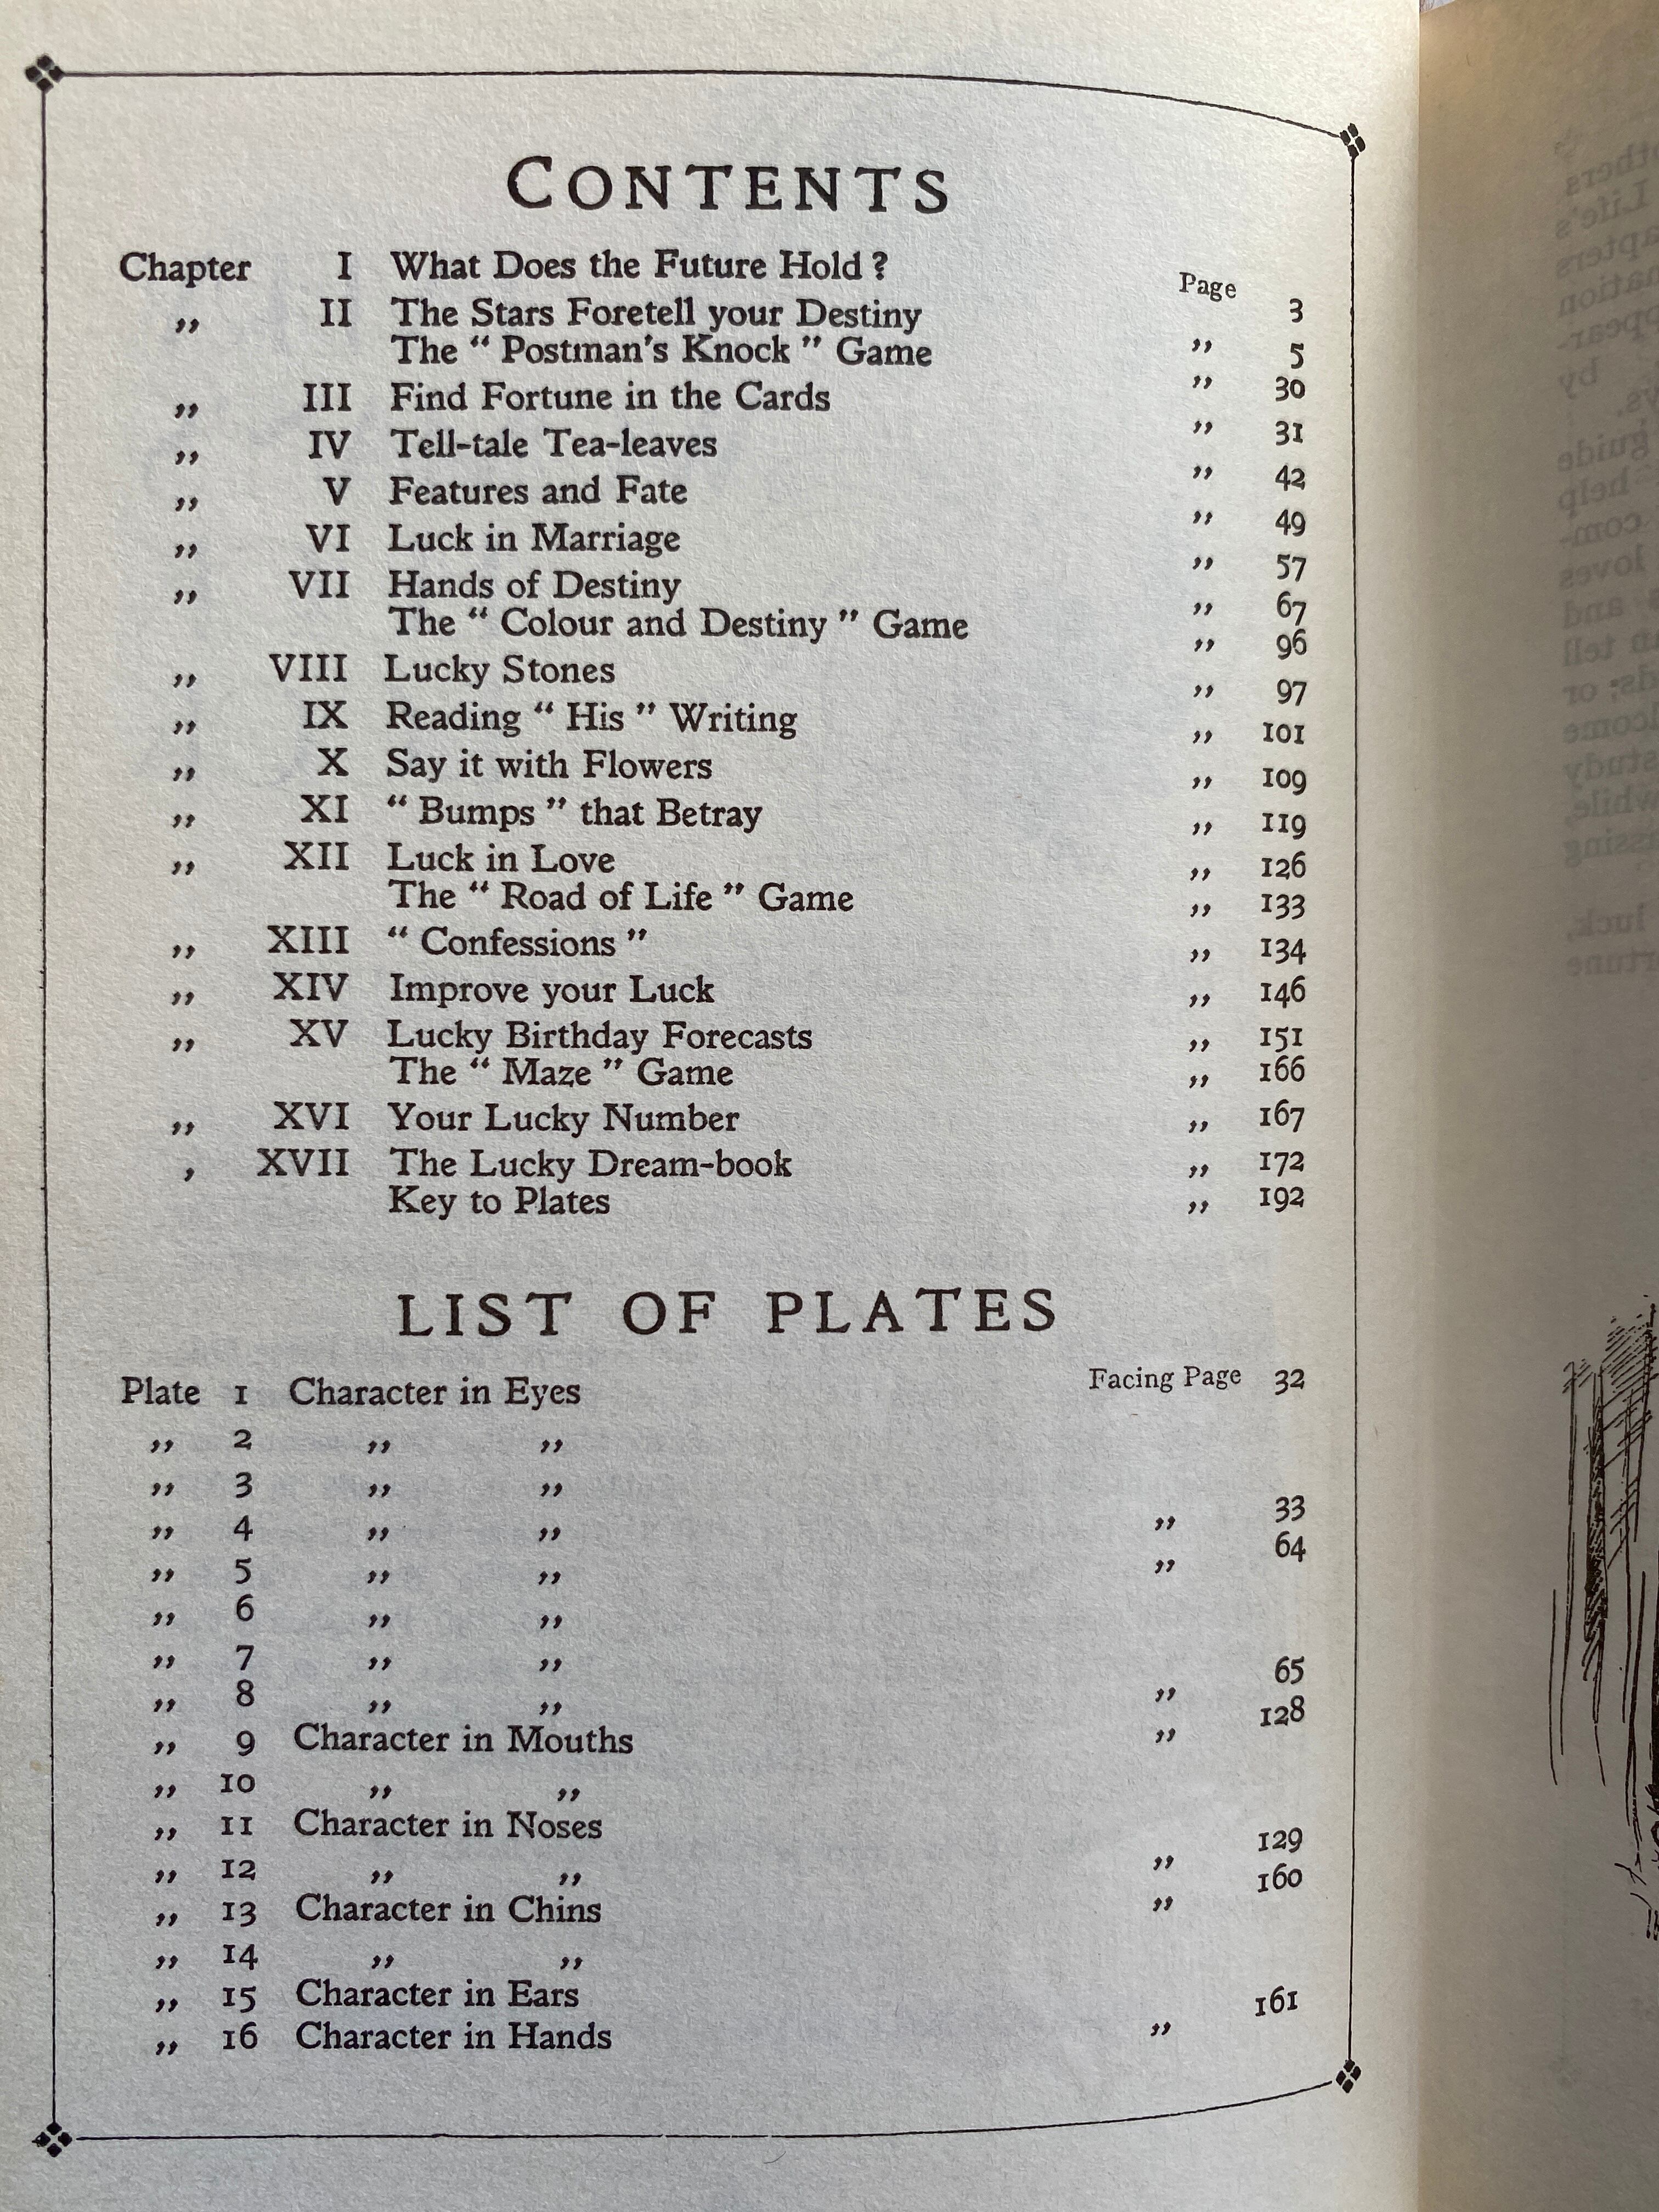 CONTENTS
Chapter I What Does the Future Hold? Page 3
„ II The Stars Foretell your Destiny „ 5
The “ Postman's Knock ” Game „ 30
„ III Find Fortune in the Cards „ 31
„ IV Tell-tale Tea-leaves „ 42
„ V Features and Fate „ 49
„ VI Luck in Marriage „ 57
„ VII Hands of Destiny „ 67
The “ Colour and Destiny ” Game „ 96
„ VIII Lucky Stones „ 97
„ IX Reading “ His ” Writing „ 101
„ X Say it with Flowers „ 109
„ XI “ Bumps ” that Betray „ 119
„ XII Luck in Love „ 126
The “ Road of Life ” Game „ 133
„ XIII “ Confessions ” „ 134
„ XIV Improve your Luck „ 146
„ XV Lucky Birthday Forecasts „ 151
The “ Maze ” Game „ 166
„ XVI Your Lucky Number „ 167
, XVII The Lucky Dream-book „ 172
Key to Plates „ 192
LIST OF PLATES
Plate 1 Character in Eyes Facing Page 32
„ 2 „ „
„ 3 „ „
„ 4 „ „ „ 33
„ 5 „ „ „ 64
„ 6 „ „
„ 7 „ „
„ 8 „ „ „ 65
„ 9 Character in Mouths „ 128
„ 10 „ „
„ 11 Character in Noses
„ 12 „ „ „ 129
„ 13 Character in Chins „ 160
„ 14 „ „
„ 15 Character in Ears
„ 16 Character in Hands „ 161